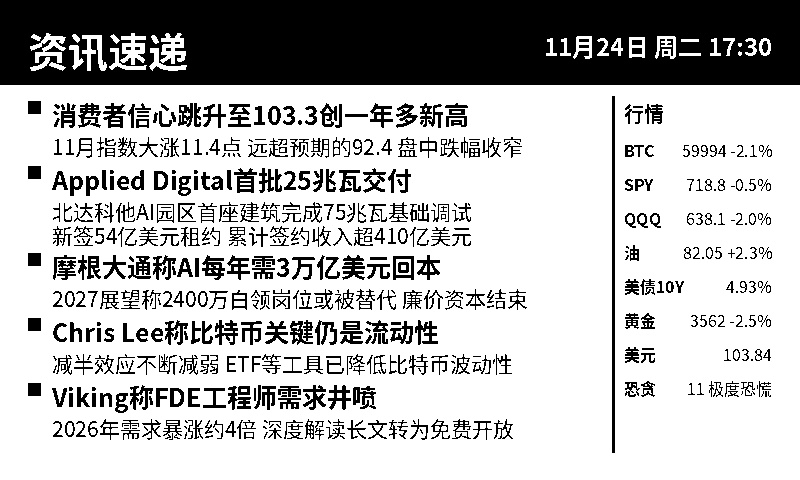 资讯速递
11月24日 周二 17:30
消费者信心跳升至103.3创一年多新高
11月指数大涨11.4点 远超预期的92.4 盘中跌幅收窄
Applied Digital首批25兆瓦交付
北达科他AI园区首座建筑完成75兆瓦基础调试
新签54亿美元租约 累计签约收入超410亿美元
摩根大通称AI每年需3万亿美元回本
2027展望称2400万白领岗位或被替代 廉价资本结束
Chris Lee称比特币关键仍是流动性
减半效应不断减弱 ETF等工具已降低比特币波动性
Viking称FDE工程师需求井喷
2026年需求暴涨约4倍 深度解读长文转为免费开放
行情
BTC 59994 -2.1%
SPY 718.8 -0.5%
QQQ 638.1 -2.0%
油 82.05 +2.3%
美债10Y 4.93%
黄金 3562 -2.5%
美元 103.84
恐贪 11 极度恐慌